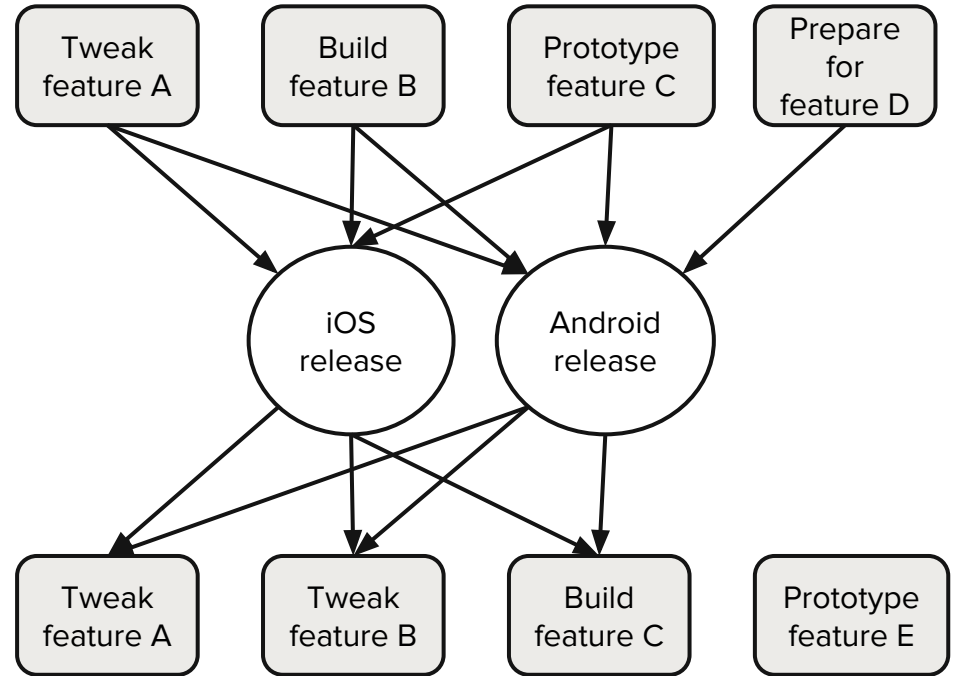 Tweak
feature A
Build
feature B
Prototype
feature C
Prepare
for
feature D
iOS
release
Android
release
Tweak
feature A
Tweak
feature B
Build
feature C
Prototype
feature E